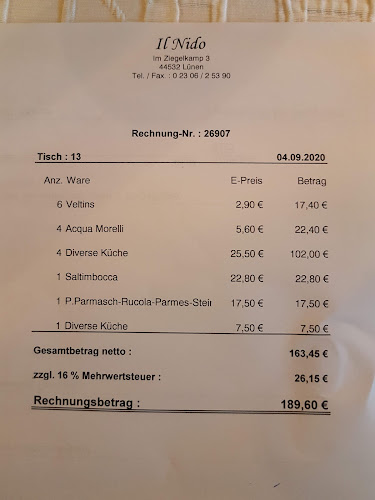 Il Nido
Im Ziegelkamp 3
44532 Lünen
Tel. / Fax. : 0 23 06 / 2 53 90
Rechnung-Nr. : 26907
Tisch : 13 04.09.2020
Anz. Ware E-Preis Betrag
6 Veltins 2,90 € 17,40 €
4 Acqua Morelli 5,60 € 22,40 €
4 Diverse Küche 25,50 € 102,00 €
1 Saltimbocca 22,80 € 22,80 €
1 P.Parmasch-Rucola-Parmes-Stein 17,50 € 17,50 €
1 Diverse Küche 7,50 € 7,50 €
Gesamtbetrag netto : 163,45 €
zzgl. 16 % Mehrwertsteuer : 26,15 €
Rechnungsbetrag : 189,60 €